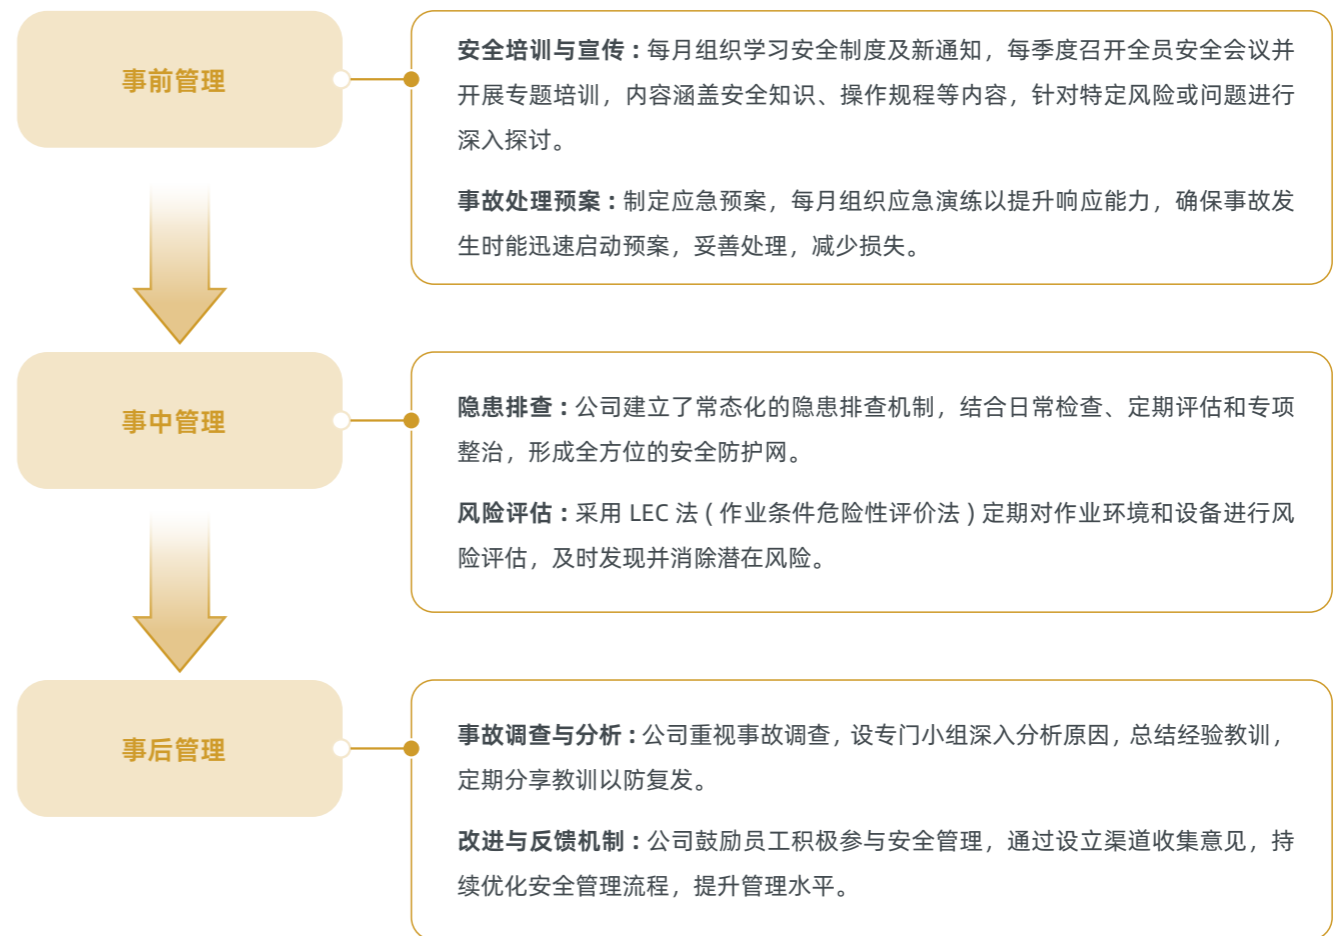 事前管理
安全培训与宣传：每月组织学习安全制度及新通知，每季度召开全员安全会议并
开展专题培训，内容涵盖安全知识、操作规程等内容，针对特定风险或问题进行
深入探讨。
事故处理预案：制定应急预案，每月组织应急演练以提升响应能力，确保事故发
生时能迅速启动预案，妥善处理，减少损失。
事中管理
隐患排查：公司建立了常态化的隐患排查机制，结合日常检查、定期评估和专项
整治，形成全方位的安全防护网。
风险评估：采用 LEC 法 ( 作业条件危险性评价法 ) 定期对作业环境和设备进行风
险评估，及时发现并消除潜在风险。
事后管理
事故调查与分析：公司重视事故调查，设专门小组深入分析原因，总结经验教训，
定期分享教训以防复发。
改进与反馈机制：公司鼓励员工积极参与安全管理，通过设立渠道收集意见，持
续优化安全管理流程，提升管理水平。